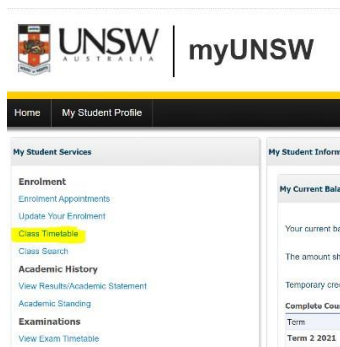 UNSW
AUSTRALIA
myUNSW
Home My Student Profile
My Student Services
Enrolment
Enrolment Appointments
Update Your Enrolment
Class Timetable
Class Search
Academic History
View Results/Academic Statement
Academic Standing
Examinations
View Exam Timetable
My Student Inform
My Current Bala
Your current ba
The amount sh
Temporary cre
Complete Cou
Term
Term 2 2021